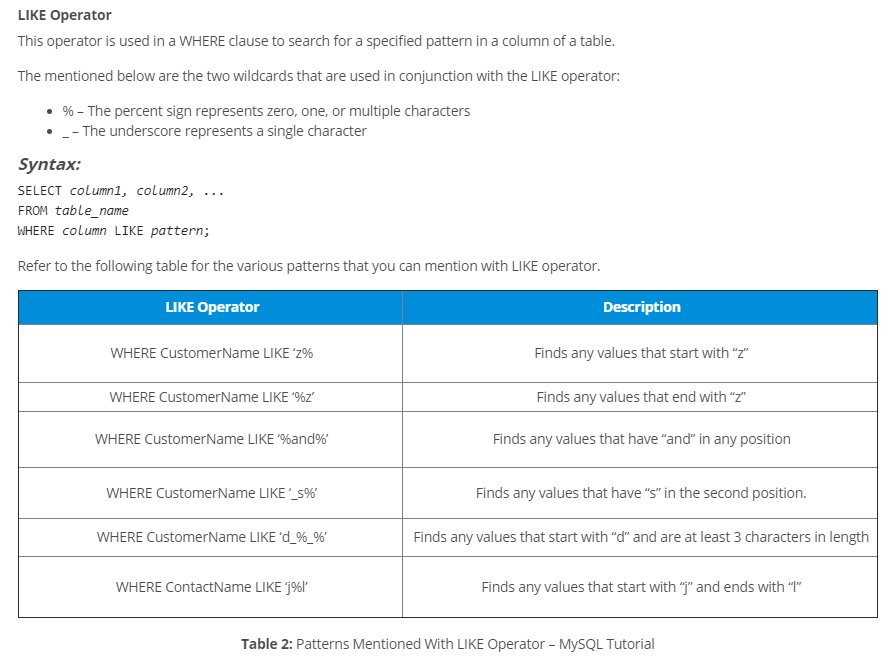 LIKE Operator
This operator is used in a WHERE clause to search for a specified pattern in a column of a table.
The mentioned below are the two wildcards that are used in conjunction with the LIKE operator:
• % – The percent sign represents zero, one, or multiple characters
• _ – The underscore represents a single character
Syntax:
SELECT column1, column2, ...
FROM table_name
WHERE column LIKE pattern;
Refer to the following table for the various patterns that you can mention with LIKE operator.
LIKE Operator Description
WHERE CustomerName LIKE ‘z% Finds any values that start with “z”
WHERE CustomerName LIKE ‘%z’ Finds any values that end with “z”
WHERE CustomerName LIKE ‘%and%’ Finds any values that have “and” in any position
WHERE CustomerName LIKE ‘_s%’ Finds any values that have “s” in the second position.
WHERE CustomerName LIKE ‘d_%_%’ Finds any values that start with “d” and are at least 3 characters in length
WHERE ContactName LIKE ‘j%l’ Finds any values that start with “j” and ends with “l”
Table 2: Patterns Mentioned With LIKE Operator – MySQL Tutorial